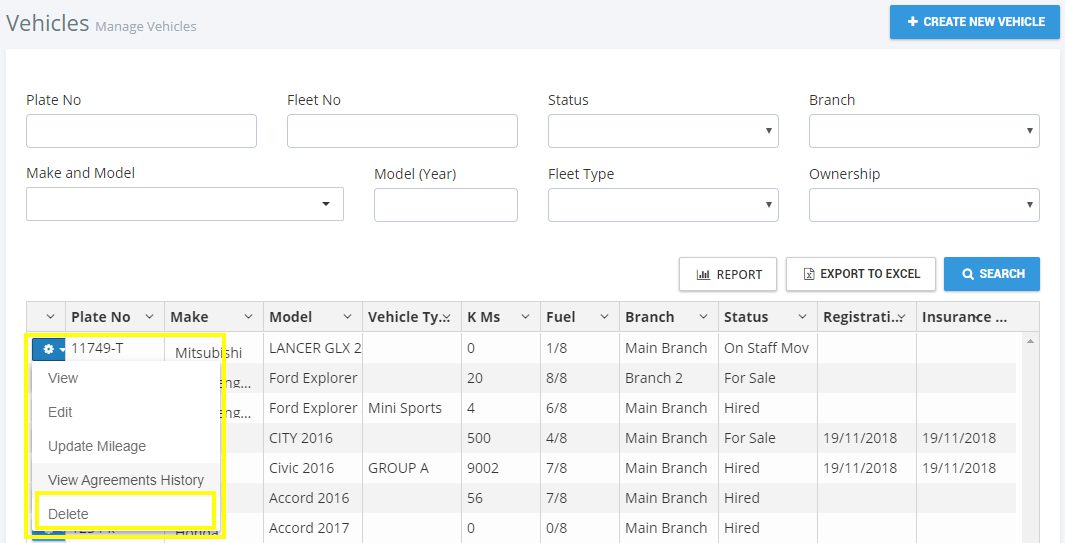 Vehicles Manage Vehicles
CREATE NEW VEHICLE
Plate No Fleet No Status Branch
Make and Model Model (Year) Fleet Type Ownership
REPORT EXPORT TO EXCEL SEARCH
Plate No Make Model Vehicle Ty... K Ms Fuel Branch Status Registrati... Insurance ...
11749-T Mitsubishi LANCER GLX 2 0 1/8 Main Branch On Staff Mov
View
eng... Ford Explorer 20 8/8 Branch 2 For Sale
Edit
eng... Ford Explorer Mini Sports 4 6/8 Main Branch Hired
Update Mileage
CITY 2016 500 4/8 Main Branch For Sale 19/11/2018 19/11/2018
View Agreements History
Civic 2016 GROUP A 9002 7/8 Main Branch Hired 19/11/2018 19/11/2018
Accord 2016 56 7/8 Main Branch Hired
Delete
Accord 2017 0 0/8 Main Branch Hired